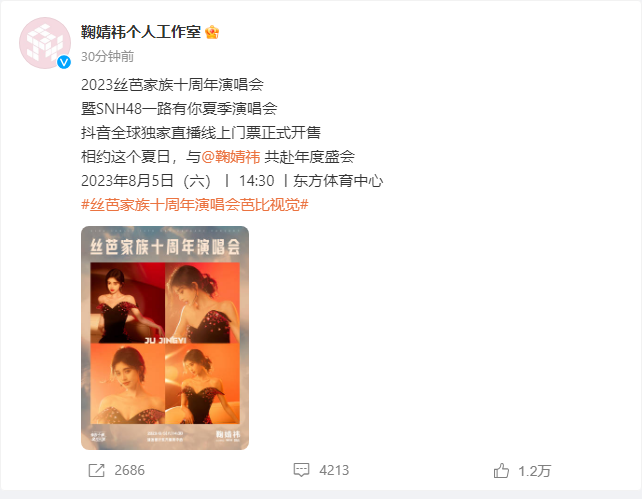 鞠婧祎个人工作室
30分钟前
2023丝芭家族十周年演唱会
暨SNH48一路有你夏季演唱会
抖音全球独家直播线上门票正式开售
相约这个夏日，与@鞠婧祎 共赴年度盛会
2023年8月5日（六）丨 14:30 丨东方体育中心
#丝芭家族十周年演唱会芭比视觉#
丝芭家族十周年演唱会
JU JINGYI
鞠婧祎
2686
4213
1.2万